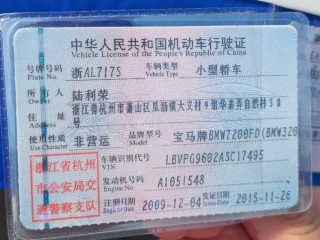 中华人民共和国机动车行驶证
Vehicle License of the People's Republic of China
号牌号码 浙AL717S 车辆类型 小型轿车
Plate No. Vehicle Type
所有人 陆利荣
Owner
住址 浙江省杭州市萧山区瓜沥镇大义村9组华泰弄自然村50号
Address
使用性质 非营运 品牌型号 宝马牌BMW7200FD(BMW320
Use Character
浙江省杭州市公安局交通警察支队
车辆识别代号 LBVPG9602ASC17495
VIN
发动机号码 A1051548
Engine No.
注册日期 2009-12-04 发证日期 2015-11-26
Register Date Issue Date